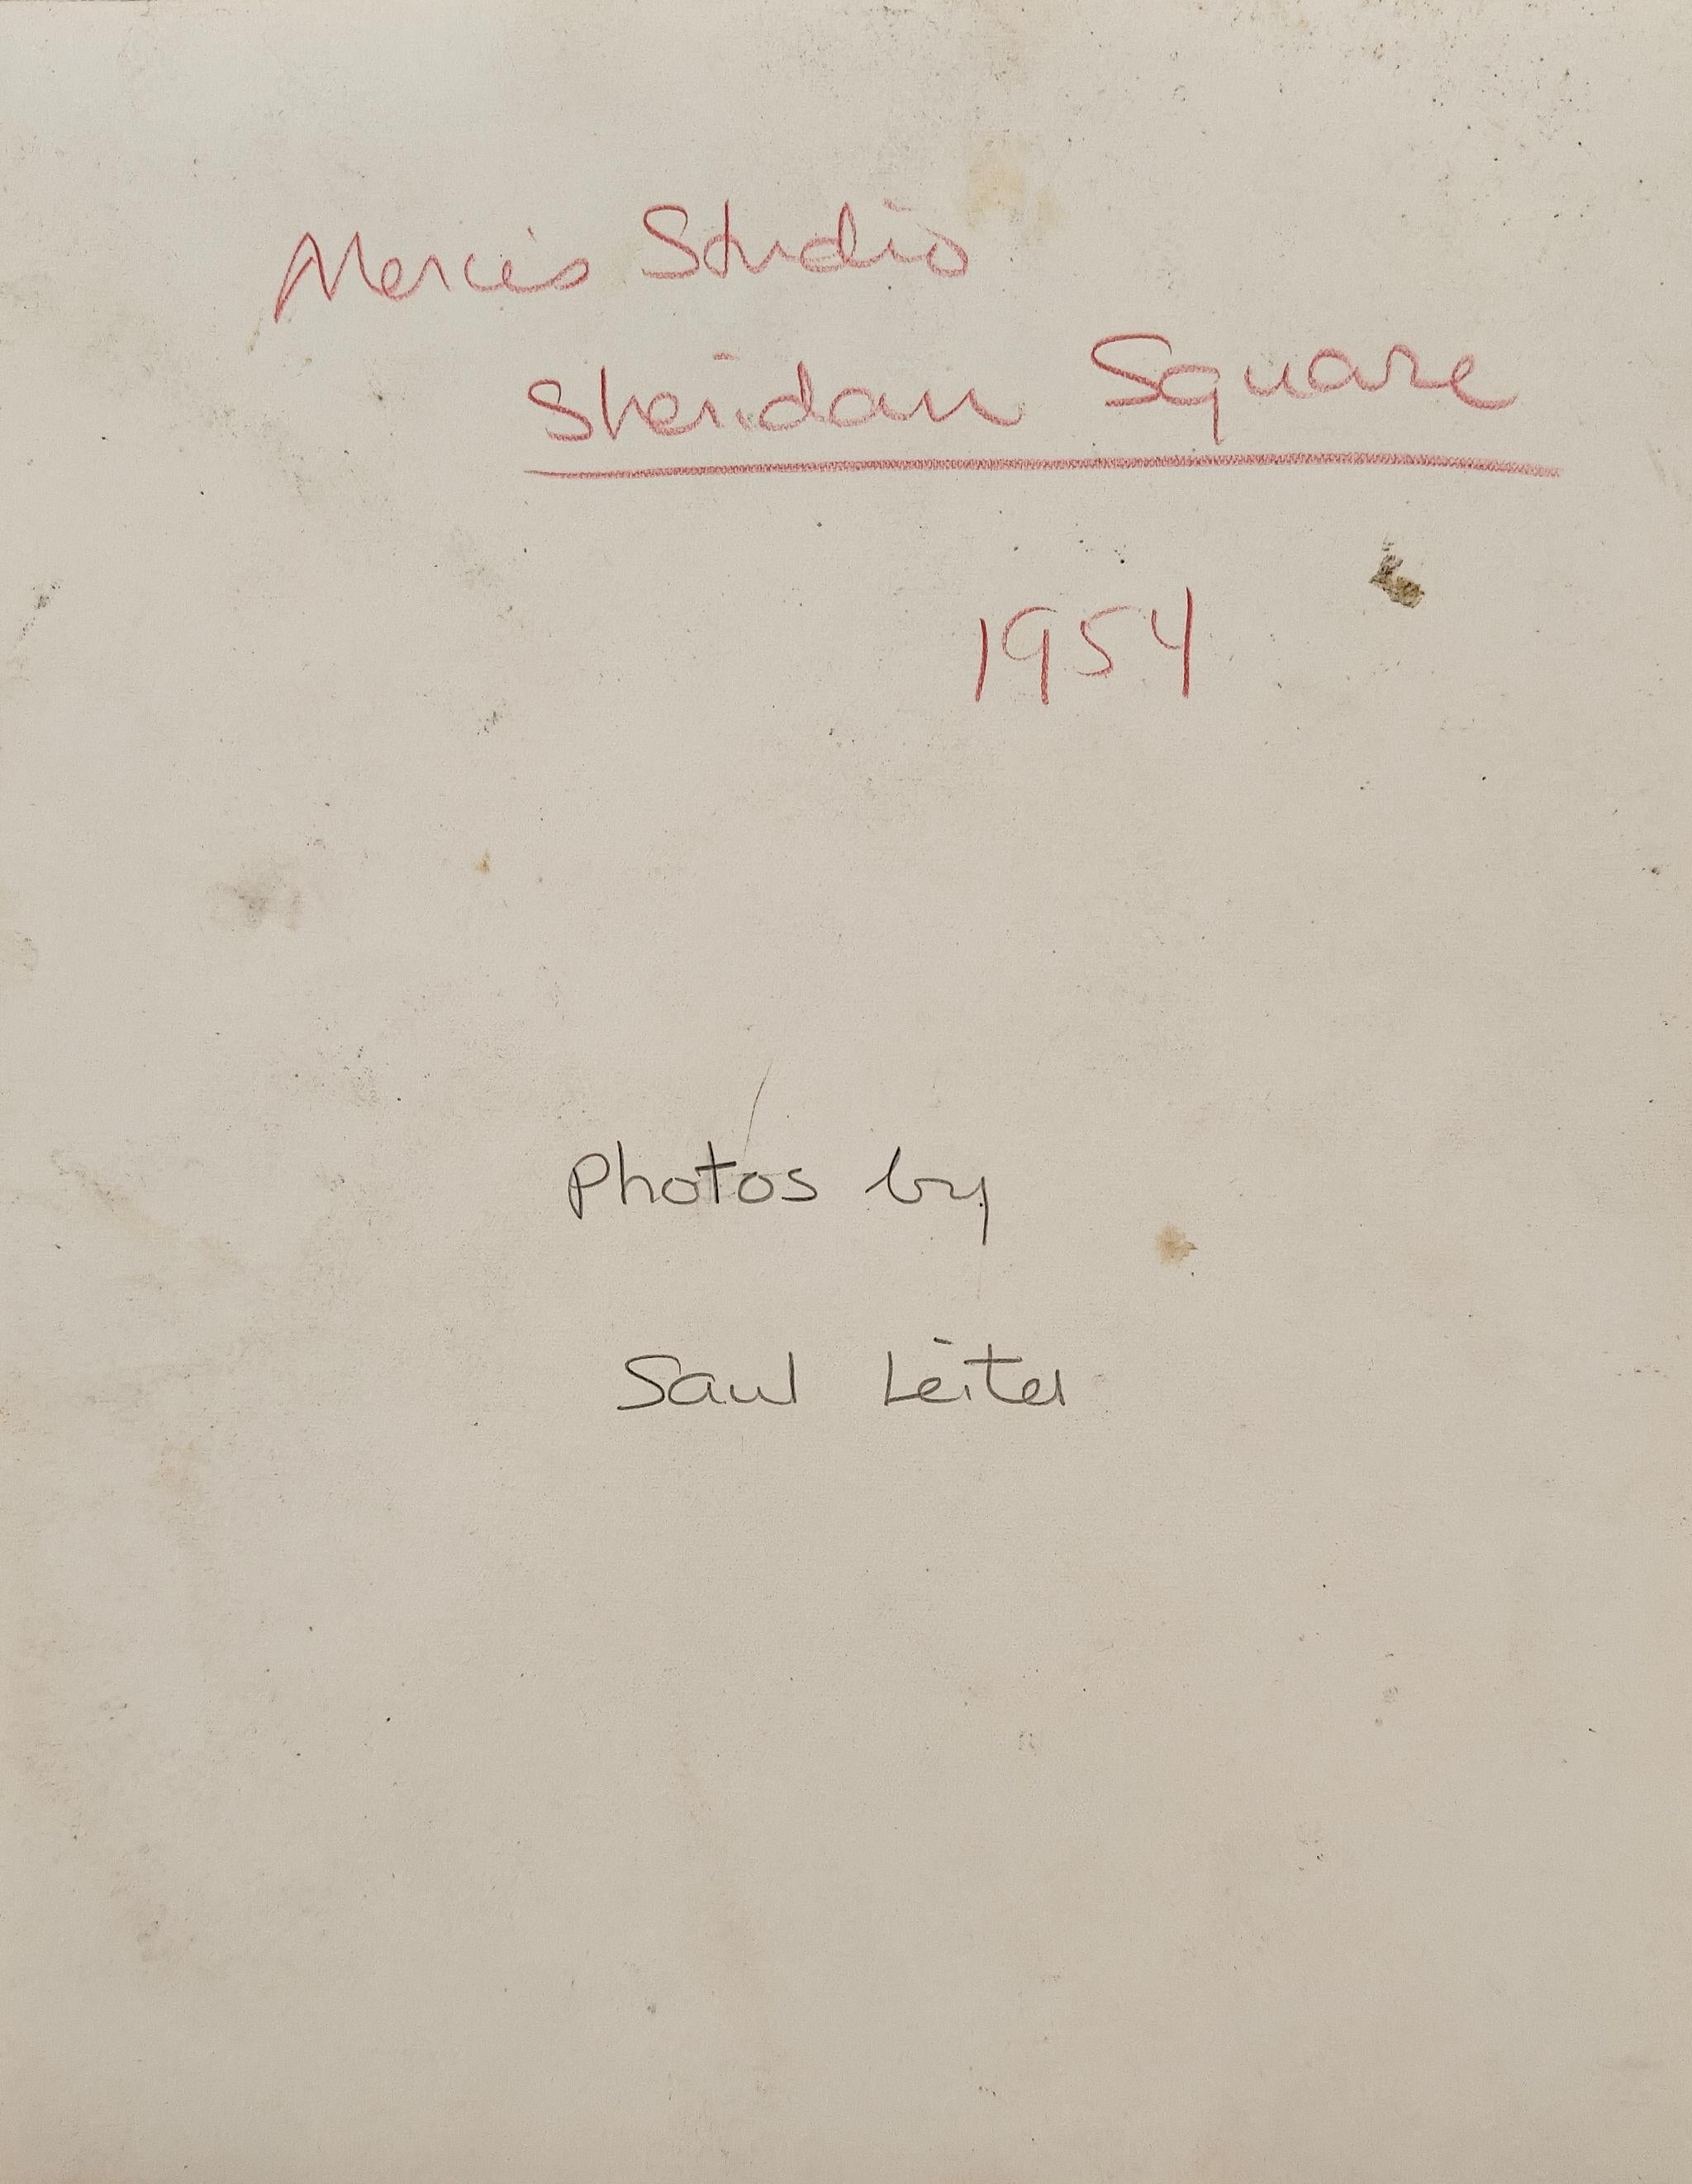 Merce's Studio
Sheridan Square
1954
Photos by
Saul Leiter